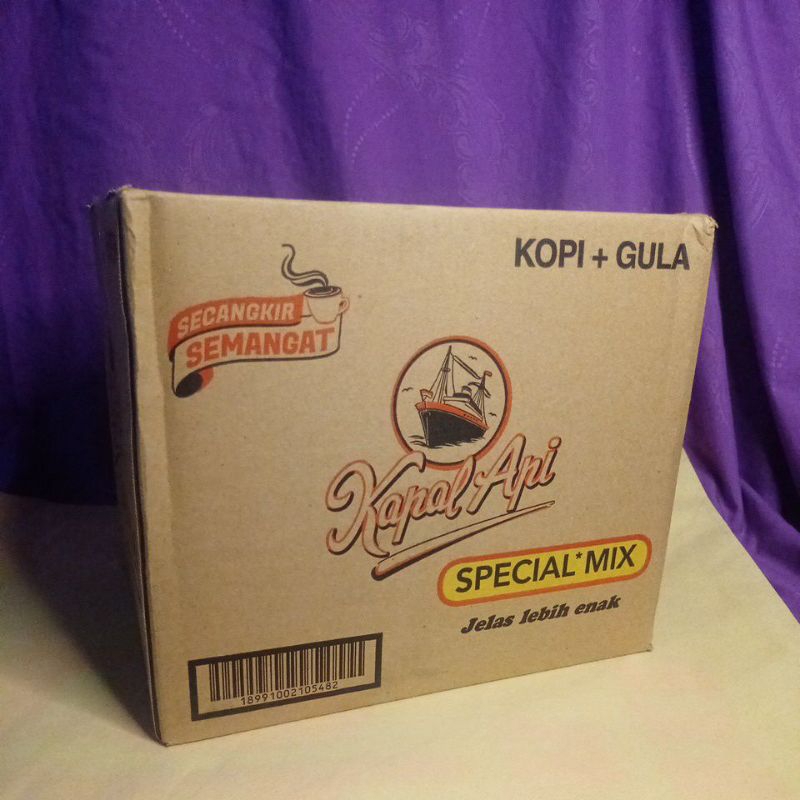 KOPI + GULA
SECANGKIR
SEMANGAT
Kapal Api
SPECIAL* MIX
Jelas lebih enak
18991002105482